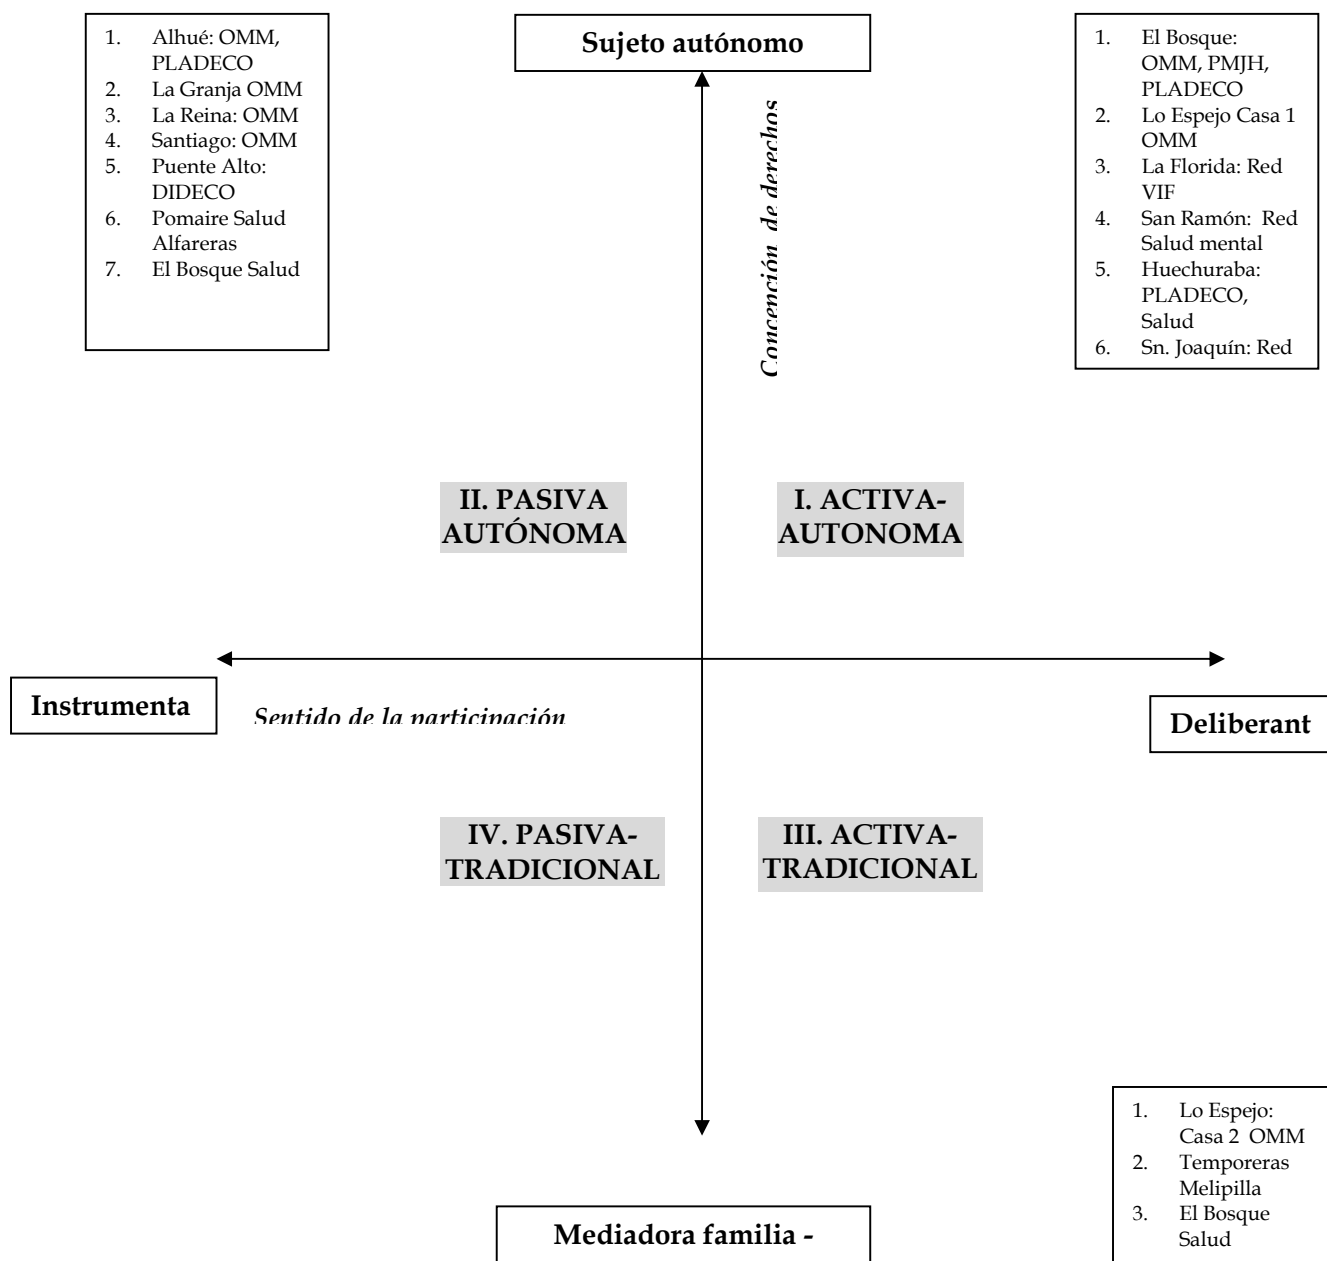 1. Alhué: OMM,
PLADECO
2. La Granja OMM
3. La Reina: OMM
4. Santiago: OMM
5. Puente Alto:
DIDECO
6. Pomaire Salud
Alfareras
7. El Bosque Salud
Sujeto autónomo
1. El Bosque:
OMM, PMJH,
PLADECO
2. Lo Espejo Casa 1
OMM
3. La Florida: Red
VIF
4. San Ramón: Red
Salud mental
5. Huechuraba:
PLADECO,
Salud
6. Sn. Joaquín: Red
Concención de derechos
II. PASIVA
AUTÓNOMA
I. ACTIVA-
AUTONOMA
Instrumenta
Sentido de la participación
Deliberant
IV. PASIVA-
TRADICIONAL
III. ACTIVA-
TRADICIONAL
1. Lo Espejo:
Casa 2 OMM
2. Temporeras
Melipilla
3. El Bosque
Salud
Mediadora familia -